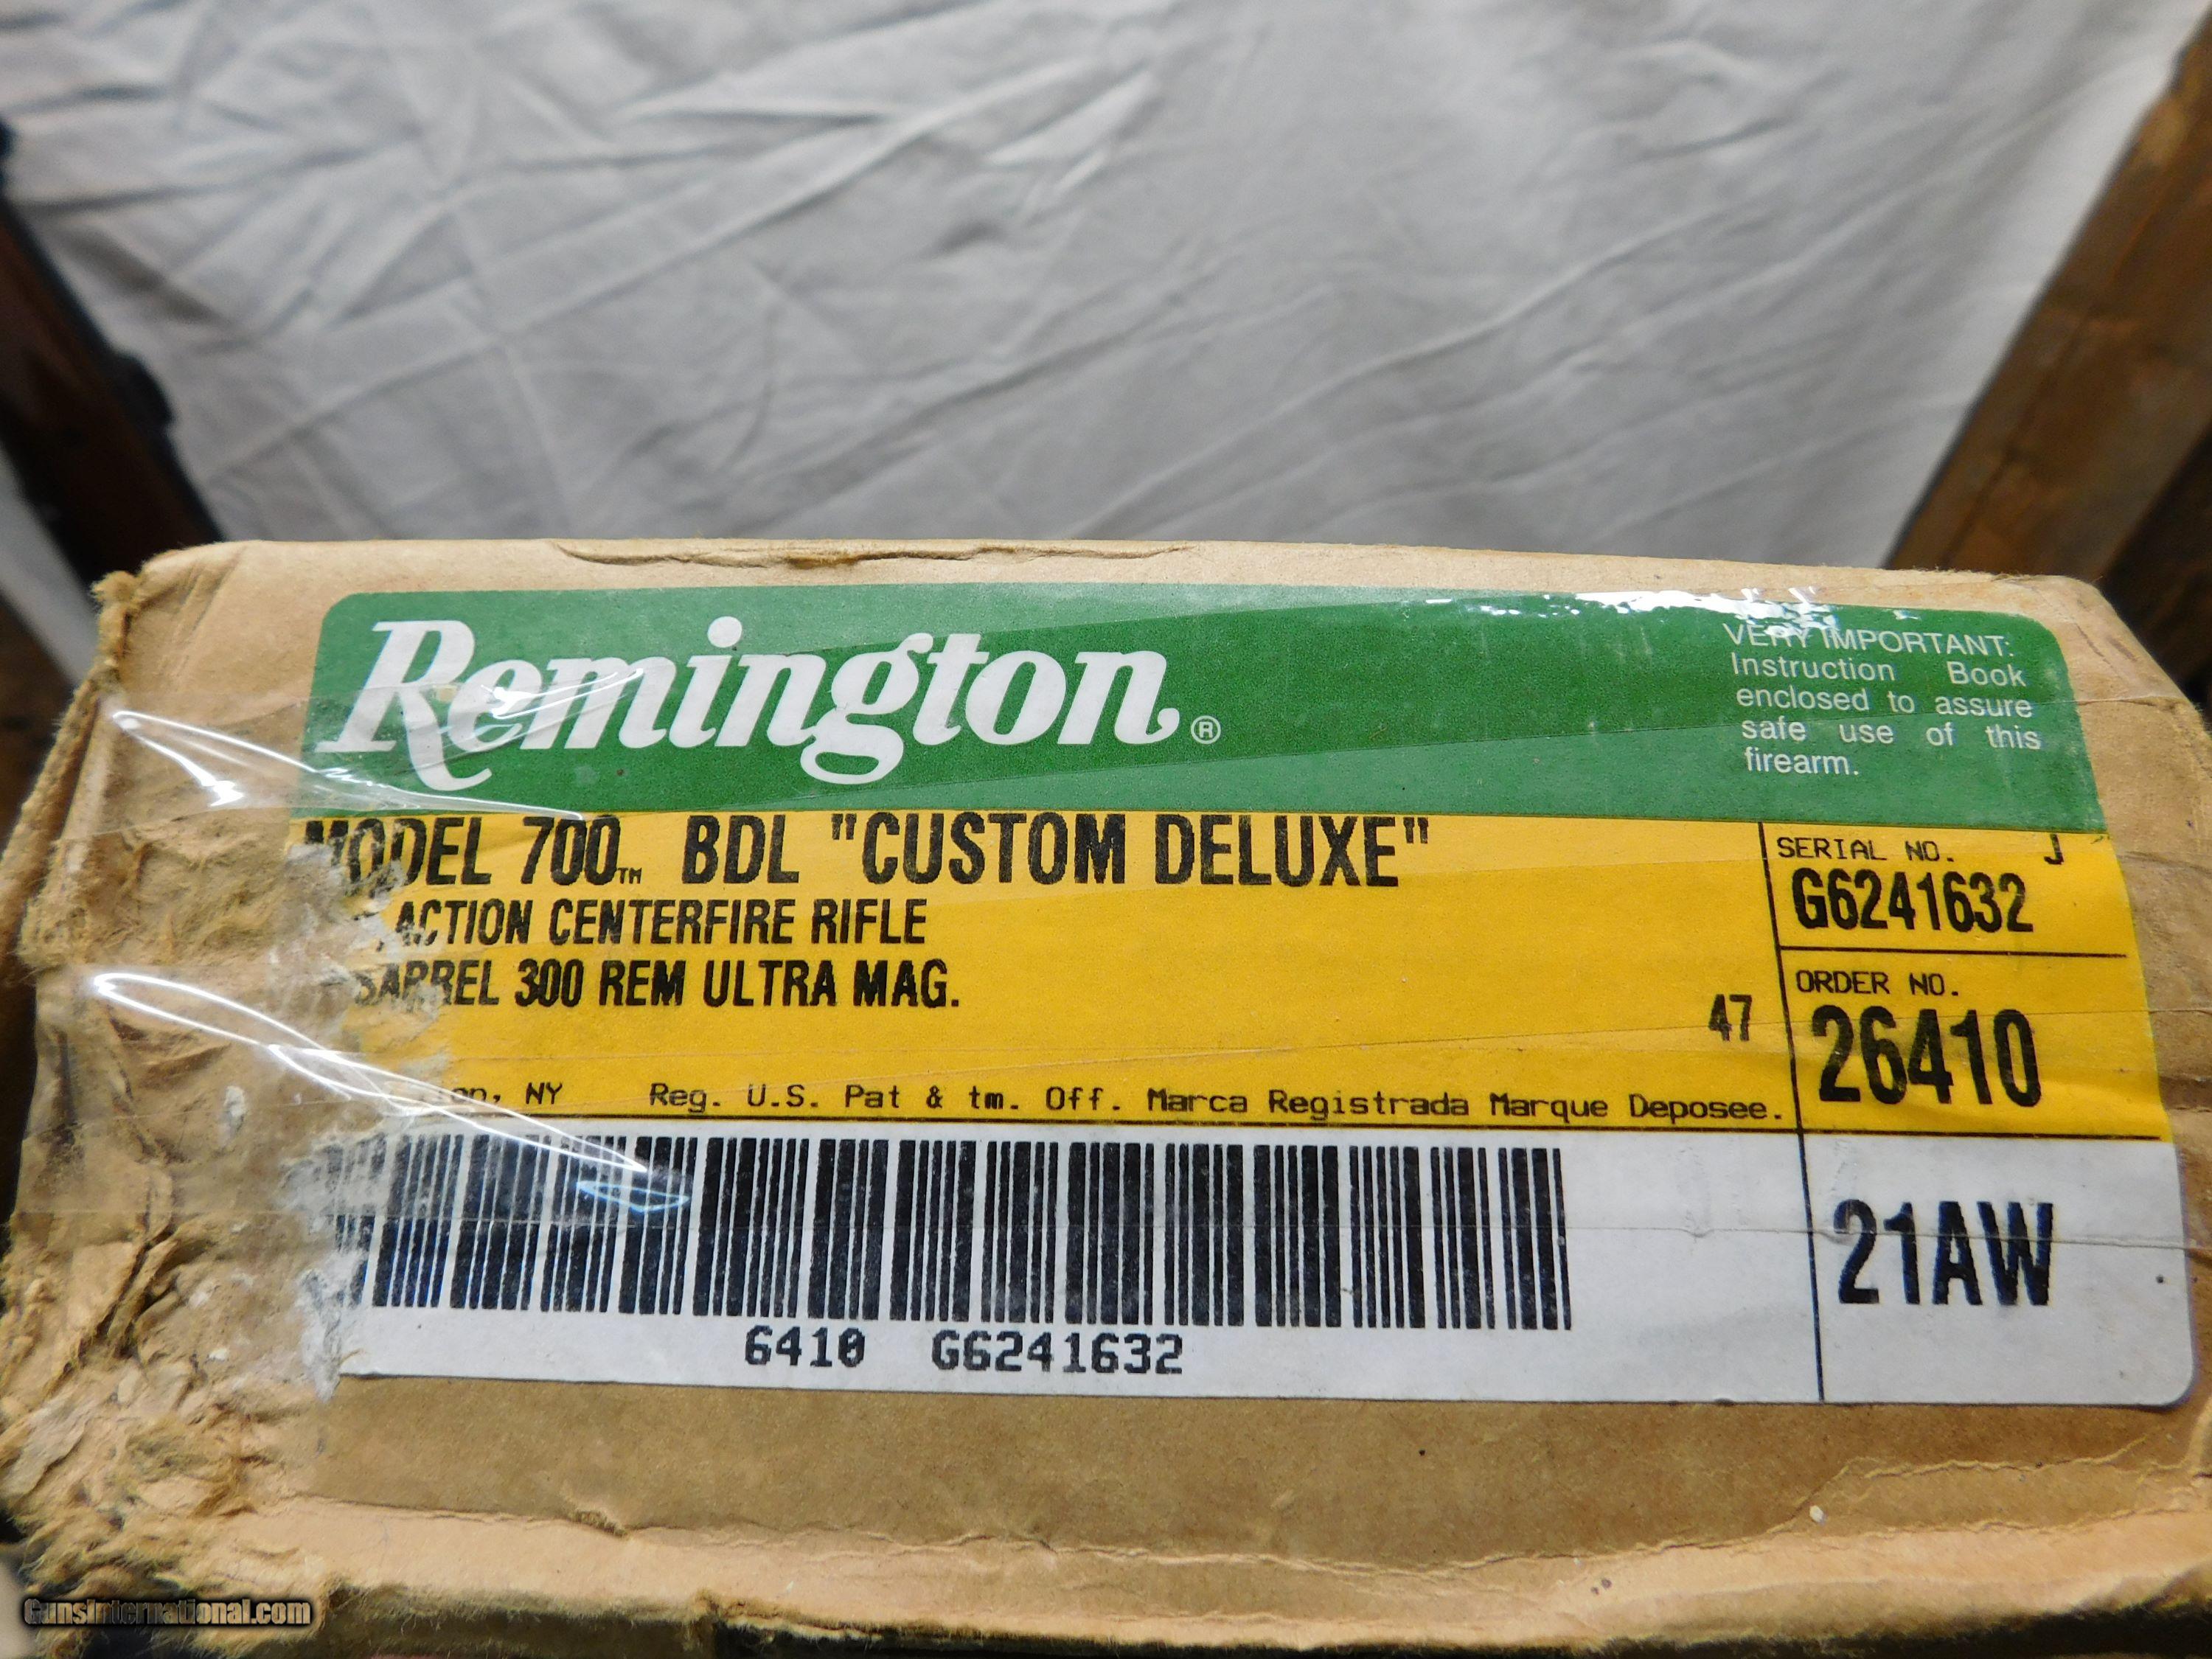 Remington®
VERY IMPORTANT:
Instruction Book
enclosed to assure
safe use of this
firearm.
MODEL 700™ BDL "CUSTOM DELUXE"
ACTION CENTERFIRE RIFLE
BARREL 300 REM ULTRA MAG.
47
NY Reg. U.S. Pat & tm. Off. Marca Registrada Marque Deposee.
SERIAL NO. J
G6241632
ORDER NO.
26410
21AW
6410 G6241632
GunsInternational.com